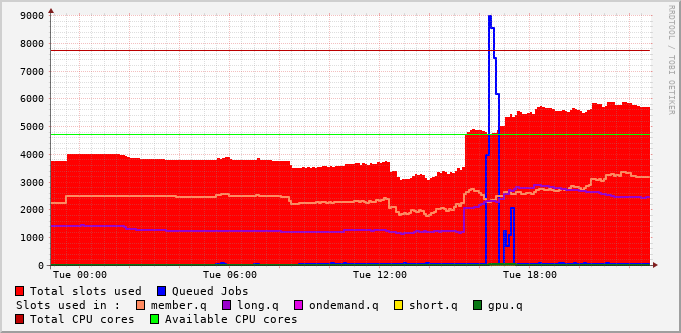 RRDTOOL / TOBI OETIKER
9000
8000
7000
6000
5000
4000
3000
2000
1000
0
Tue 00:00 Tue 06:00 Tue 12:00 Tue 18:00
Total slots used Queued Jobs
Slots used in : member.q long.q ondemand.q short.q gpu.q
Total CPU cores Available CPU cores